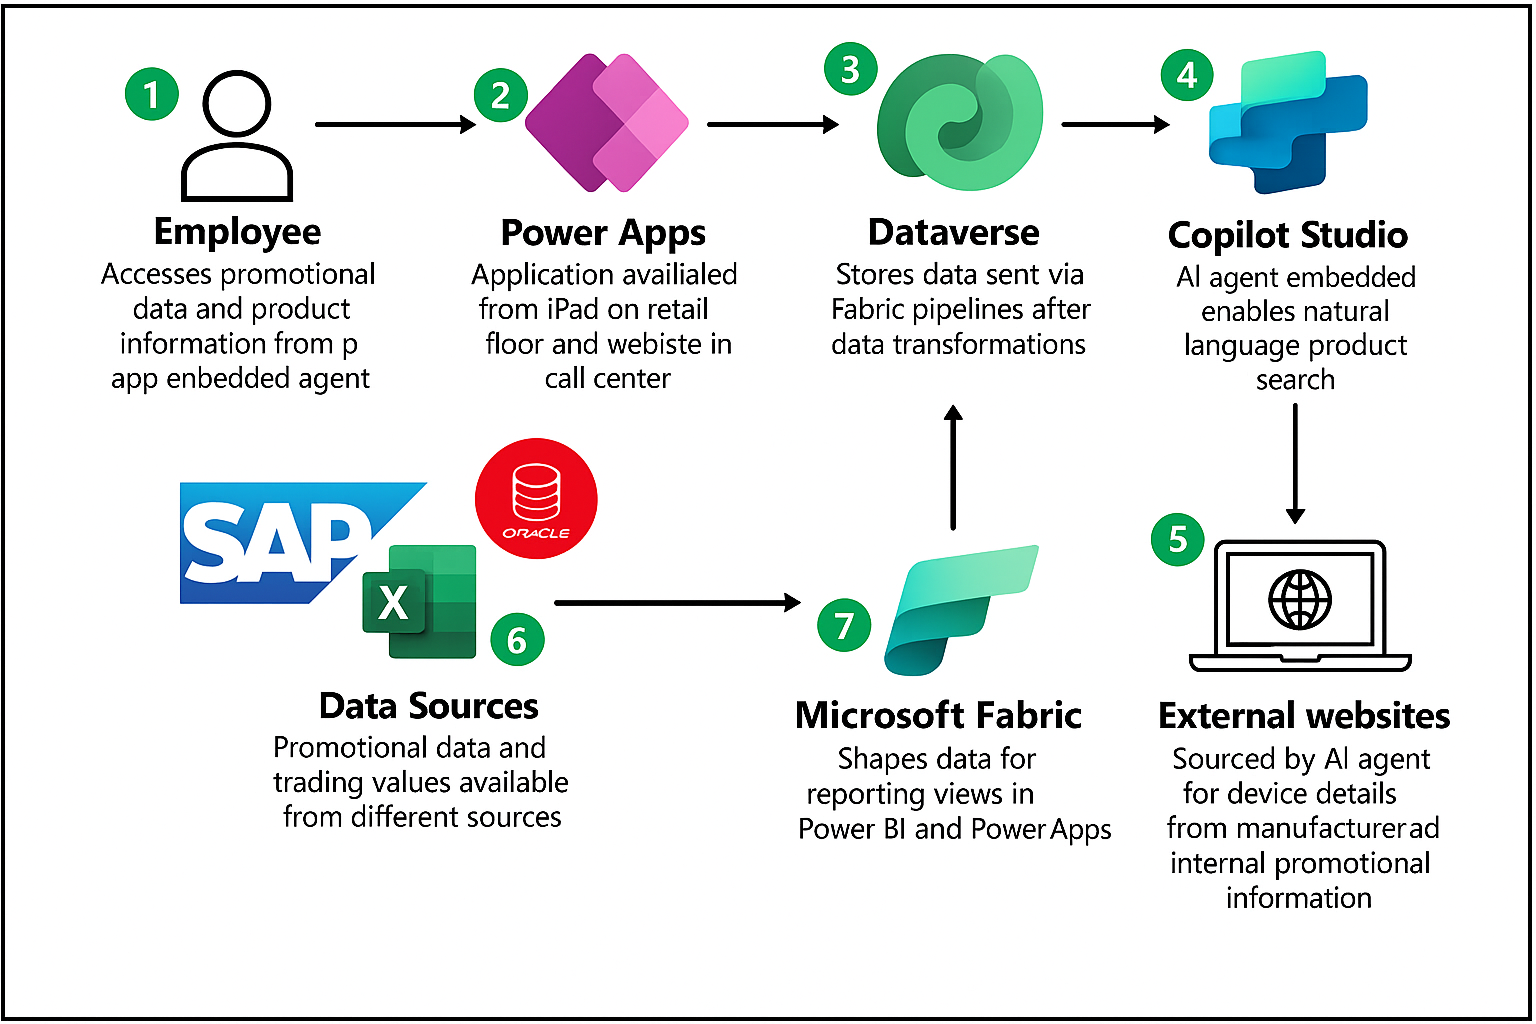 1
2
3
4
Employee
Accesses promotional
data and product
information from p
app enbedded agent
Power Apps
Application availialed
from iPad on retail
floor and webiste in
call center
Dataverse
Stores data sent via
Fabric pipelines after
data transformations
Copilot Studio
AI agent embedded
enables natural
language product
search
SAP
ORACLE
X
6
Data Sources
Promotional data and
trading values available
from different sources
7
Microsoft Fabric
Shapes data for
reporting views in
Power BI and PowerApps
5
External websites
Sourced by AI agent
for device details
from manufacturerad
internal promotional
information